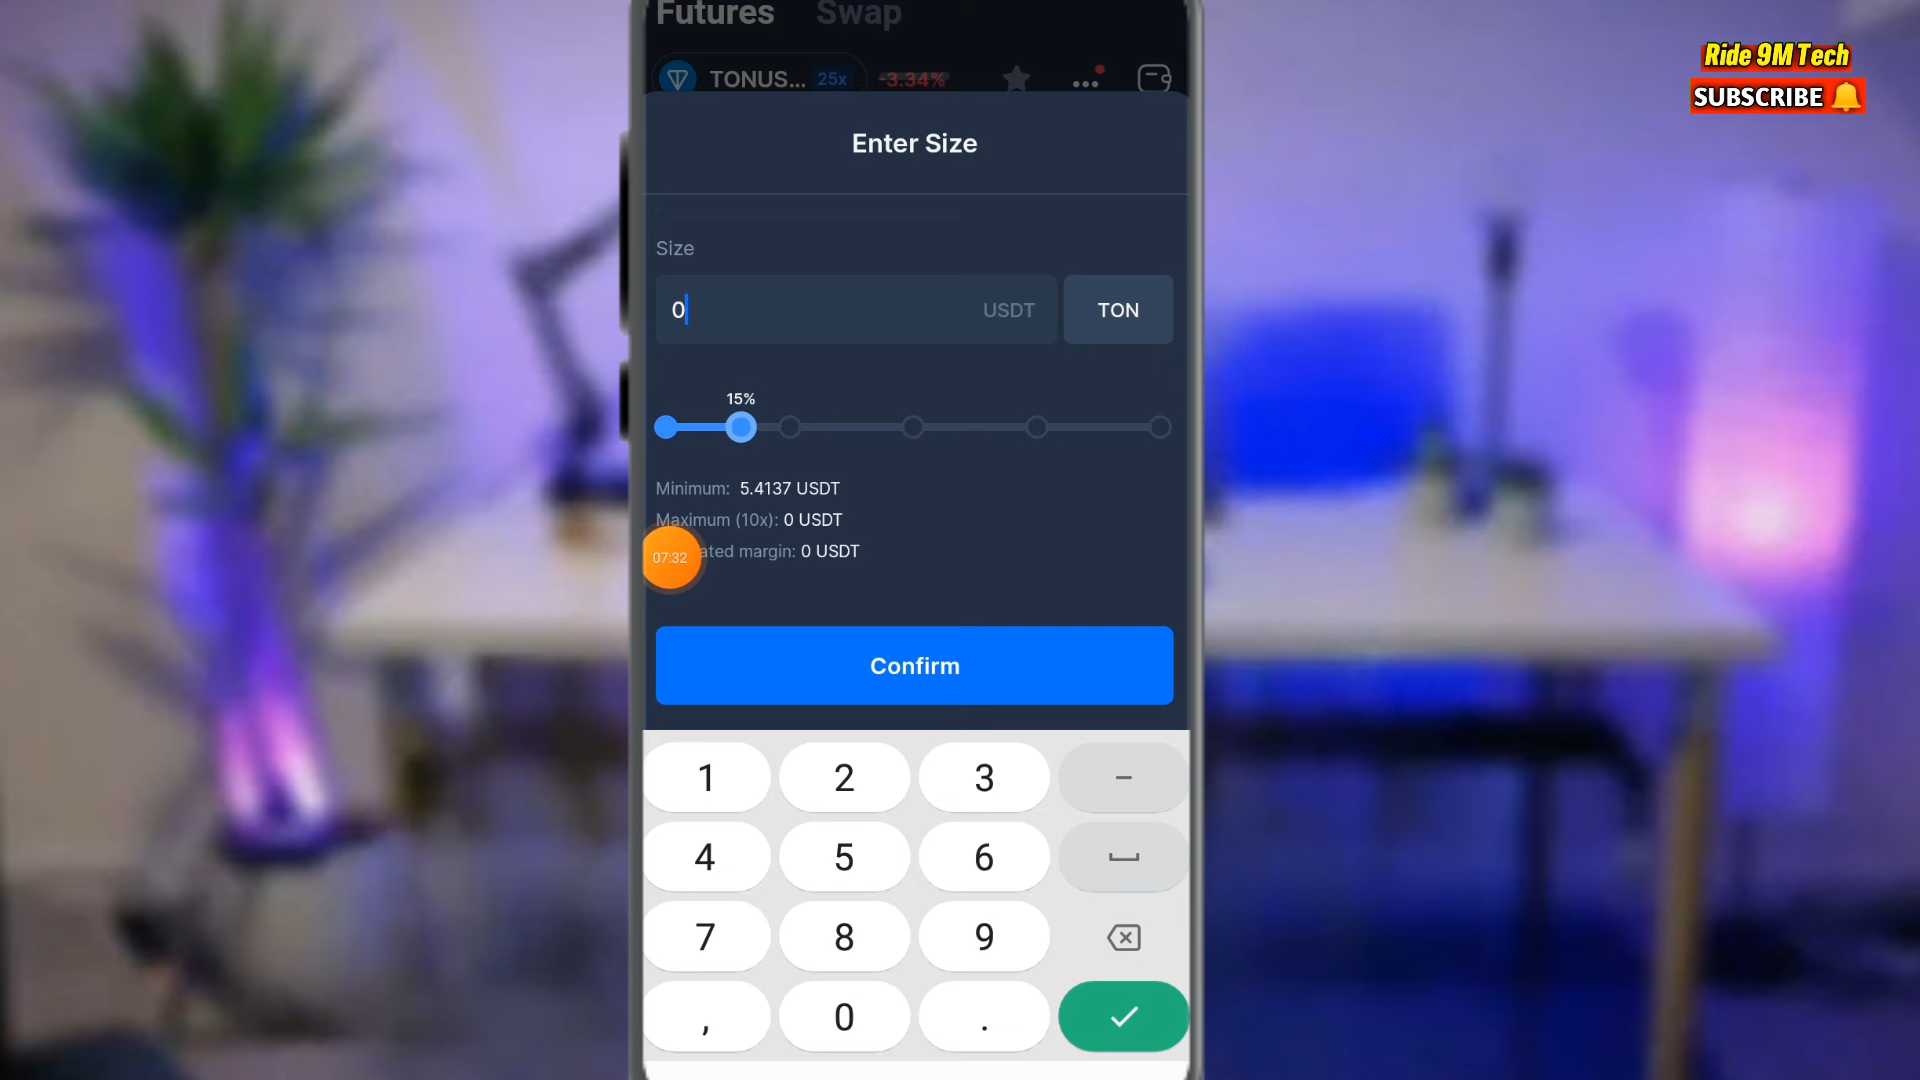 Futures Swap
TONUS... 25x -3.34%
Ride 9M Tech
SUBSCRIBE
Enter Size
Size
0 USDT TON
15%
Minimum: 5.4137 USDT
Maximum (10x): 0 USDT
07:32 ated margin: 0 USDT
Confirm
1 2 3 -
4 5 6
7 8 9
, 0 .